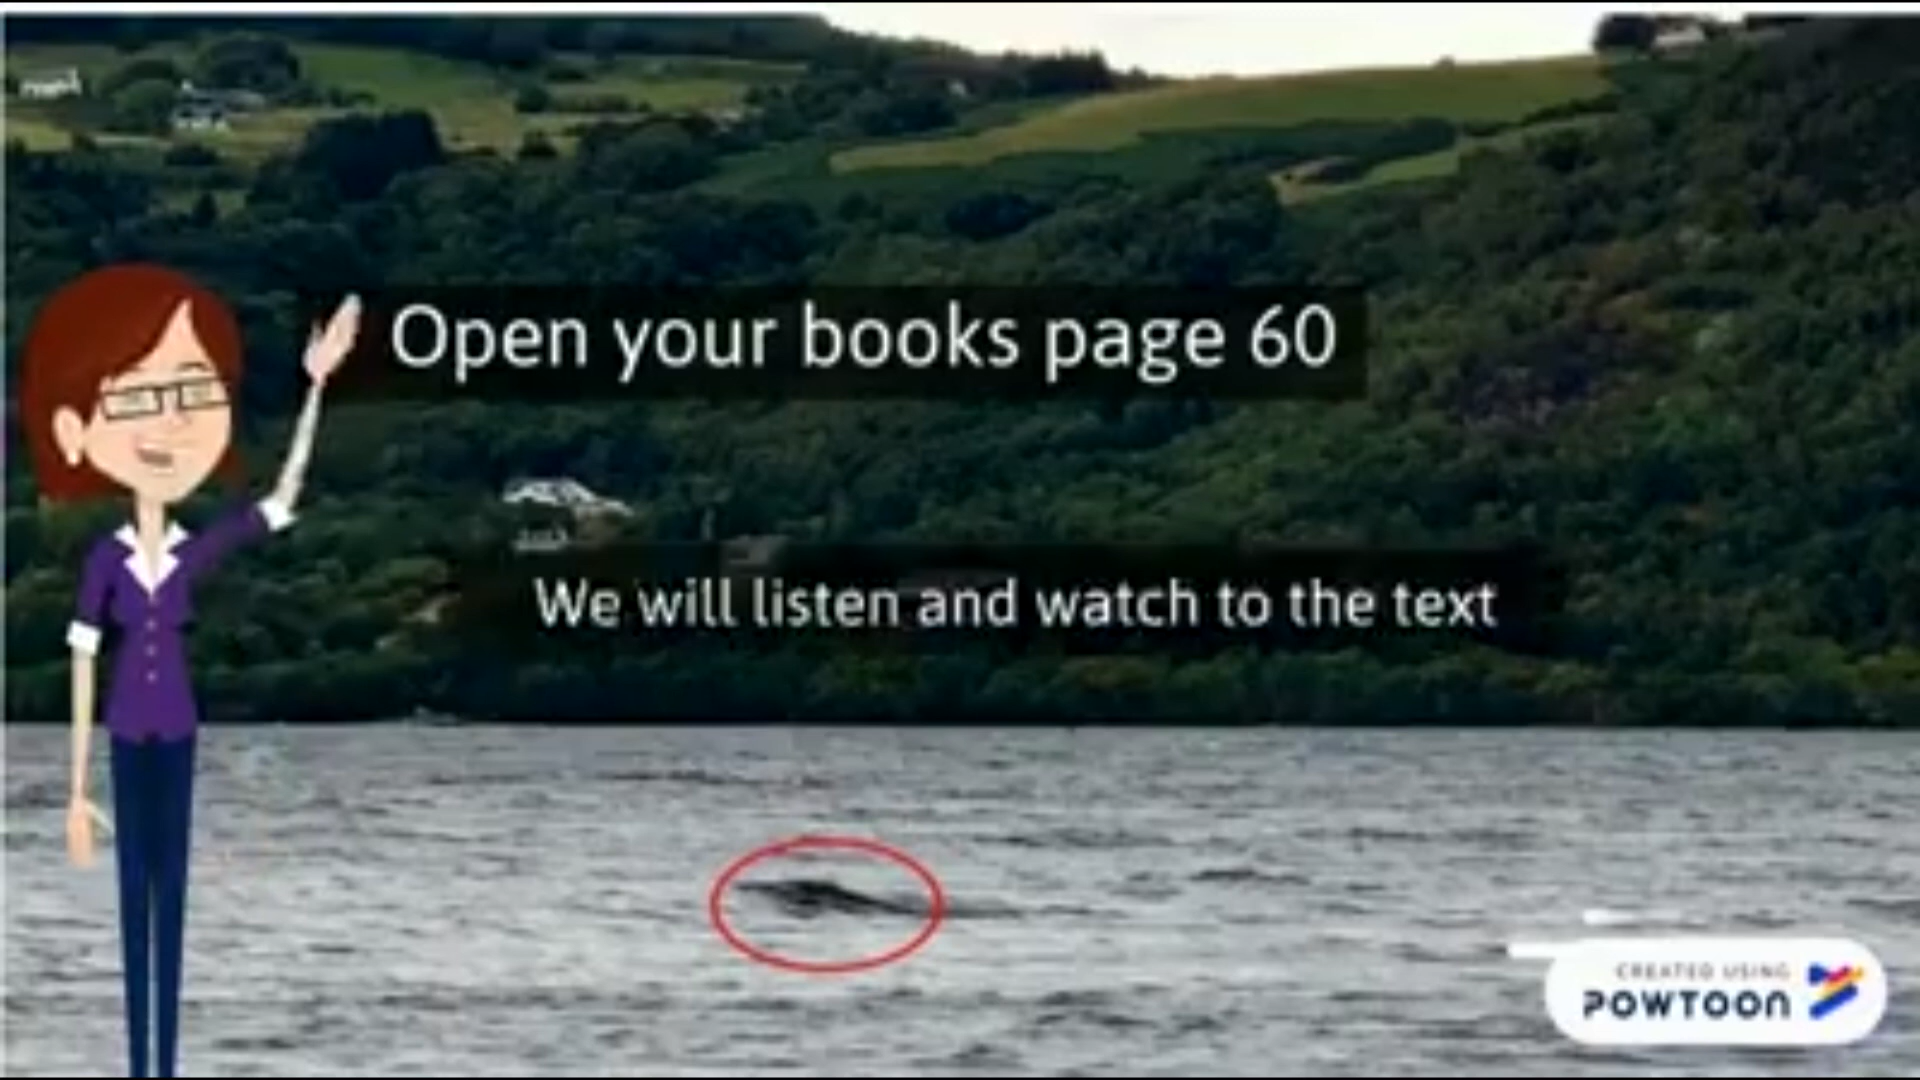 Open your books page 60
We will listen and watch to the text
CREATED USING
POWTOON